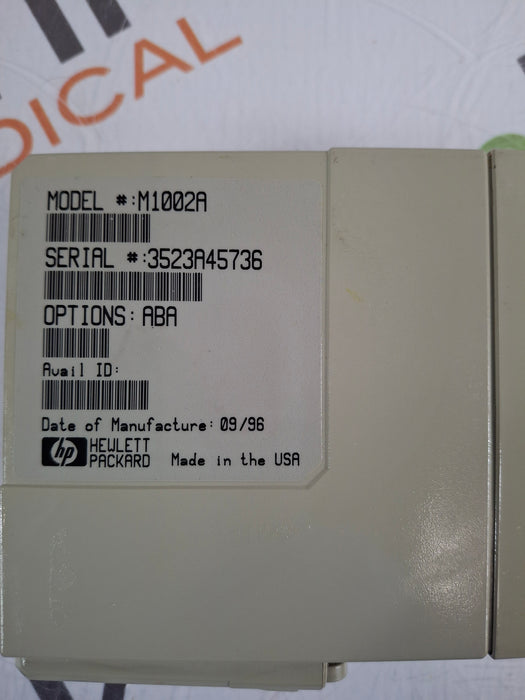 DICAL
MODEL #:M1002A
SERIAL #:3523A45736
OPTIONS: ABA
Avail ID:
Date of Manufacture: 09/96
hp HEWLETT
PACKARD Made in the USA